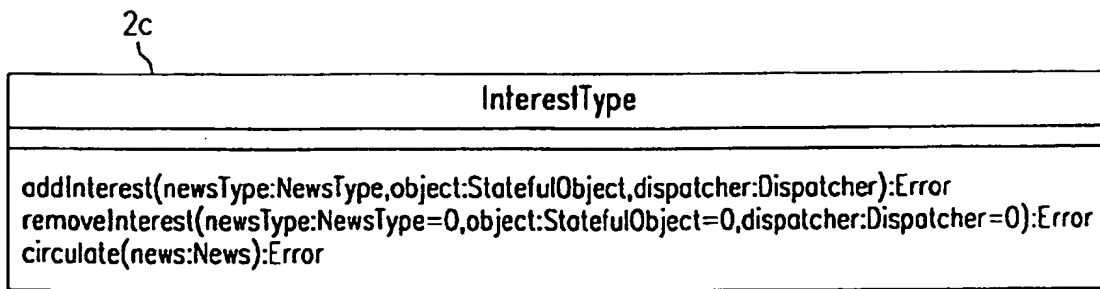 2c
InterestType
addInterest(newsType:NewsType,object:StatefulObject,dispatcher:Dispatcher):Error
removeInterest(newsType:NewsType=0,object:StatefulObject=0,dispatcher:Dispatcher=0):Error
circulate(news:News):Error